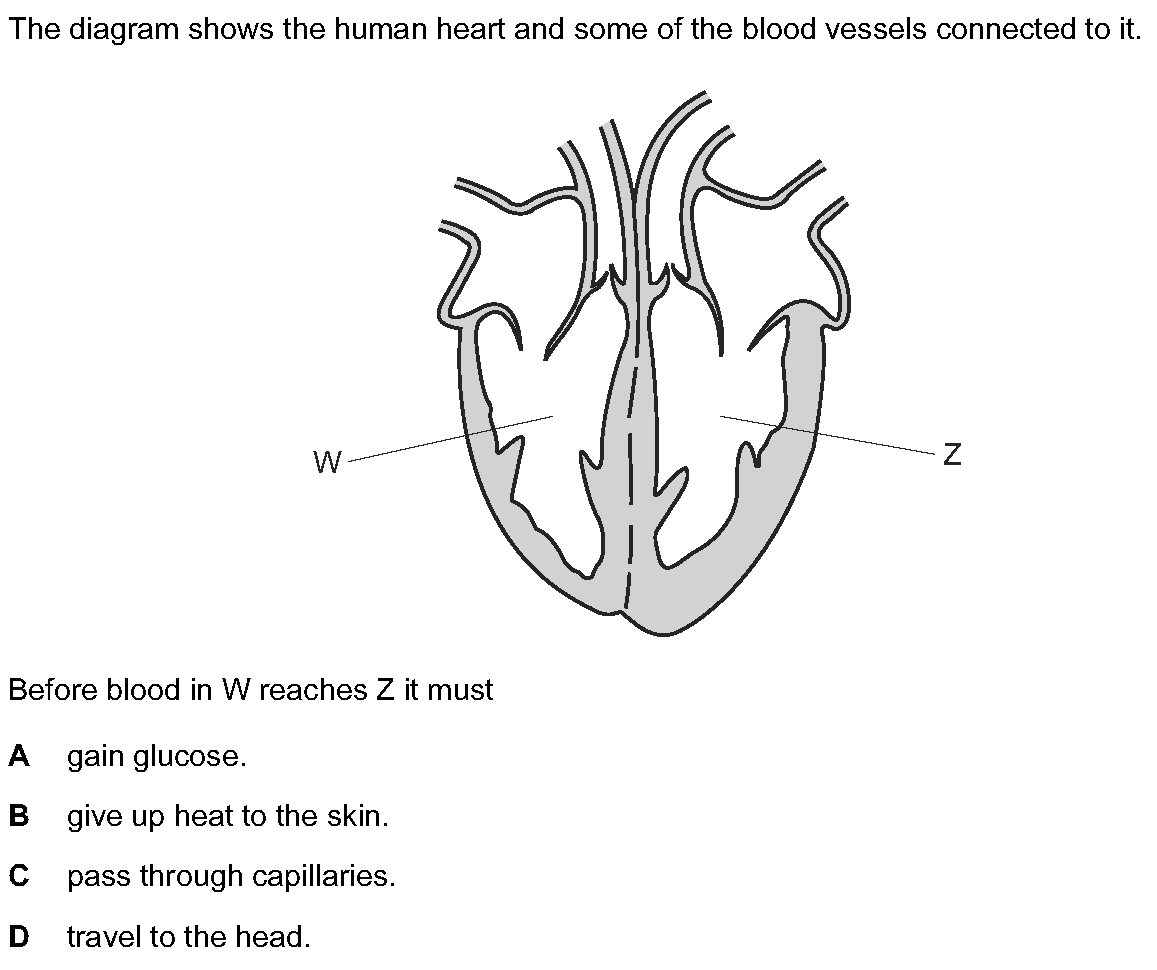 The diagram shows the human heart and some of the blood vessels connected to it.
W
Z
Before blood in W reaches Z it must
A gain glucose.
B give up heat to the skin.
C pass through capillaries.
D travel to the head.